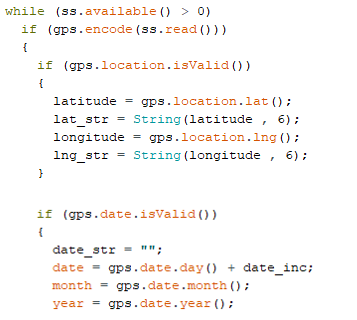 while (ss.available() > 0)
if (gps.encode(ss.read()))
{
if (gps.location.isValid())
{
latitude = gps.location.lat();
lat_str = String(latitude , 6);
longitude = gps.location.lng();
lng_str = String(longitude , 6);
}
if (gps.date.isValid())
{
date_str = "";
date = gps.date.day() + date_inc;
month = gps.date.month();
year = gps.date.year();